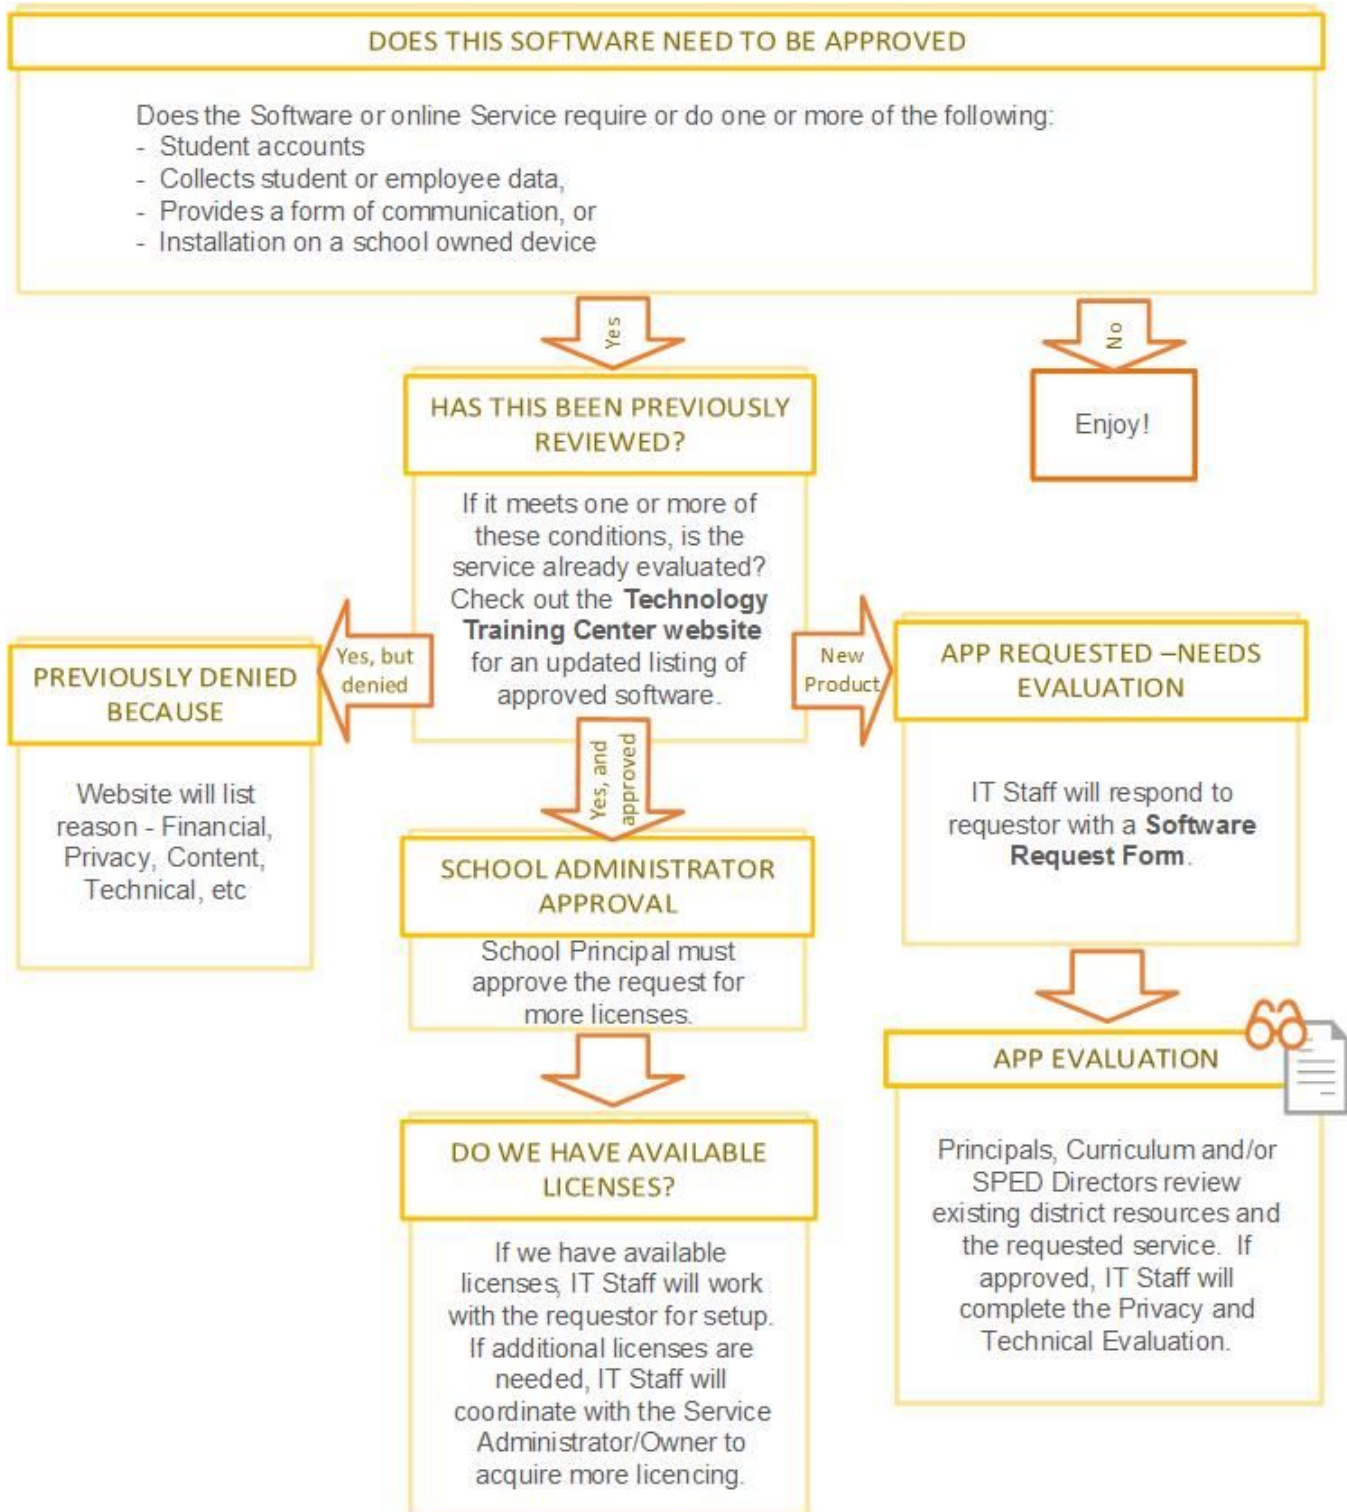 DOES THIS SOFTWARE NEED TO BE APPROVED
Does the Software or online Service require or do one or more of the following:
- Student accounts
- Collects student or employee data,
- Provides a form of communication, or
- Installation on a school owned device
Yes
No
HAS THIS BEEN PREVIOUSLY
REVIEWED?
If it meets one or more of
these conditions, is the
service already evaluated?
Check out the Technology
Training Center website
for an updated listing of
approved software.
Enjoy!
Yes, but
denied
PREVIOUSLY DENIED
BECAUSE
Website will list
reason - Financial,
Privacy, Content,
Technical, etc
Yes, and
approved
SCHOOL ADMINISTRATOR
APPROVAL
School Principal must
approve the request for
more licenses.
DO WE HAVE AVAILABLE
LICENSES?
If we have available
licenses, IT Staff will work
with the requestor for setup.
If additional licenses are
needed, IT Staff will
coordinate with the Service
Administrator/Owner to
acquire more licencing.
New
Product
APP REQUESTED –NEEDS
EVALUATION
IT Staff will respond to
requestor with a Software
Request Form.
APP EVALUATION
Principals, Curriculum and/or
SPED Directors review
existing district resources and
the requested service. If
approved, IT Staff will
complete the Privacy and
Technical Evaluation.